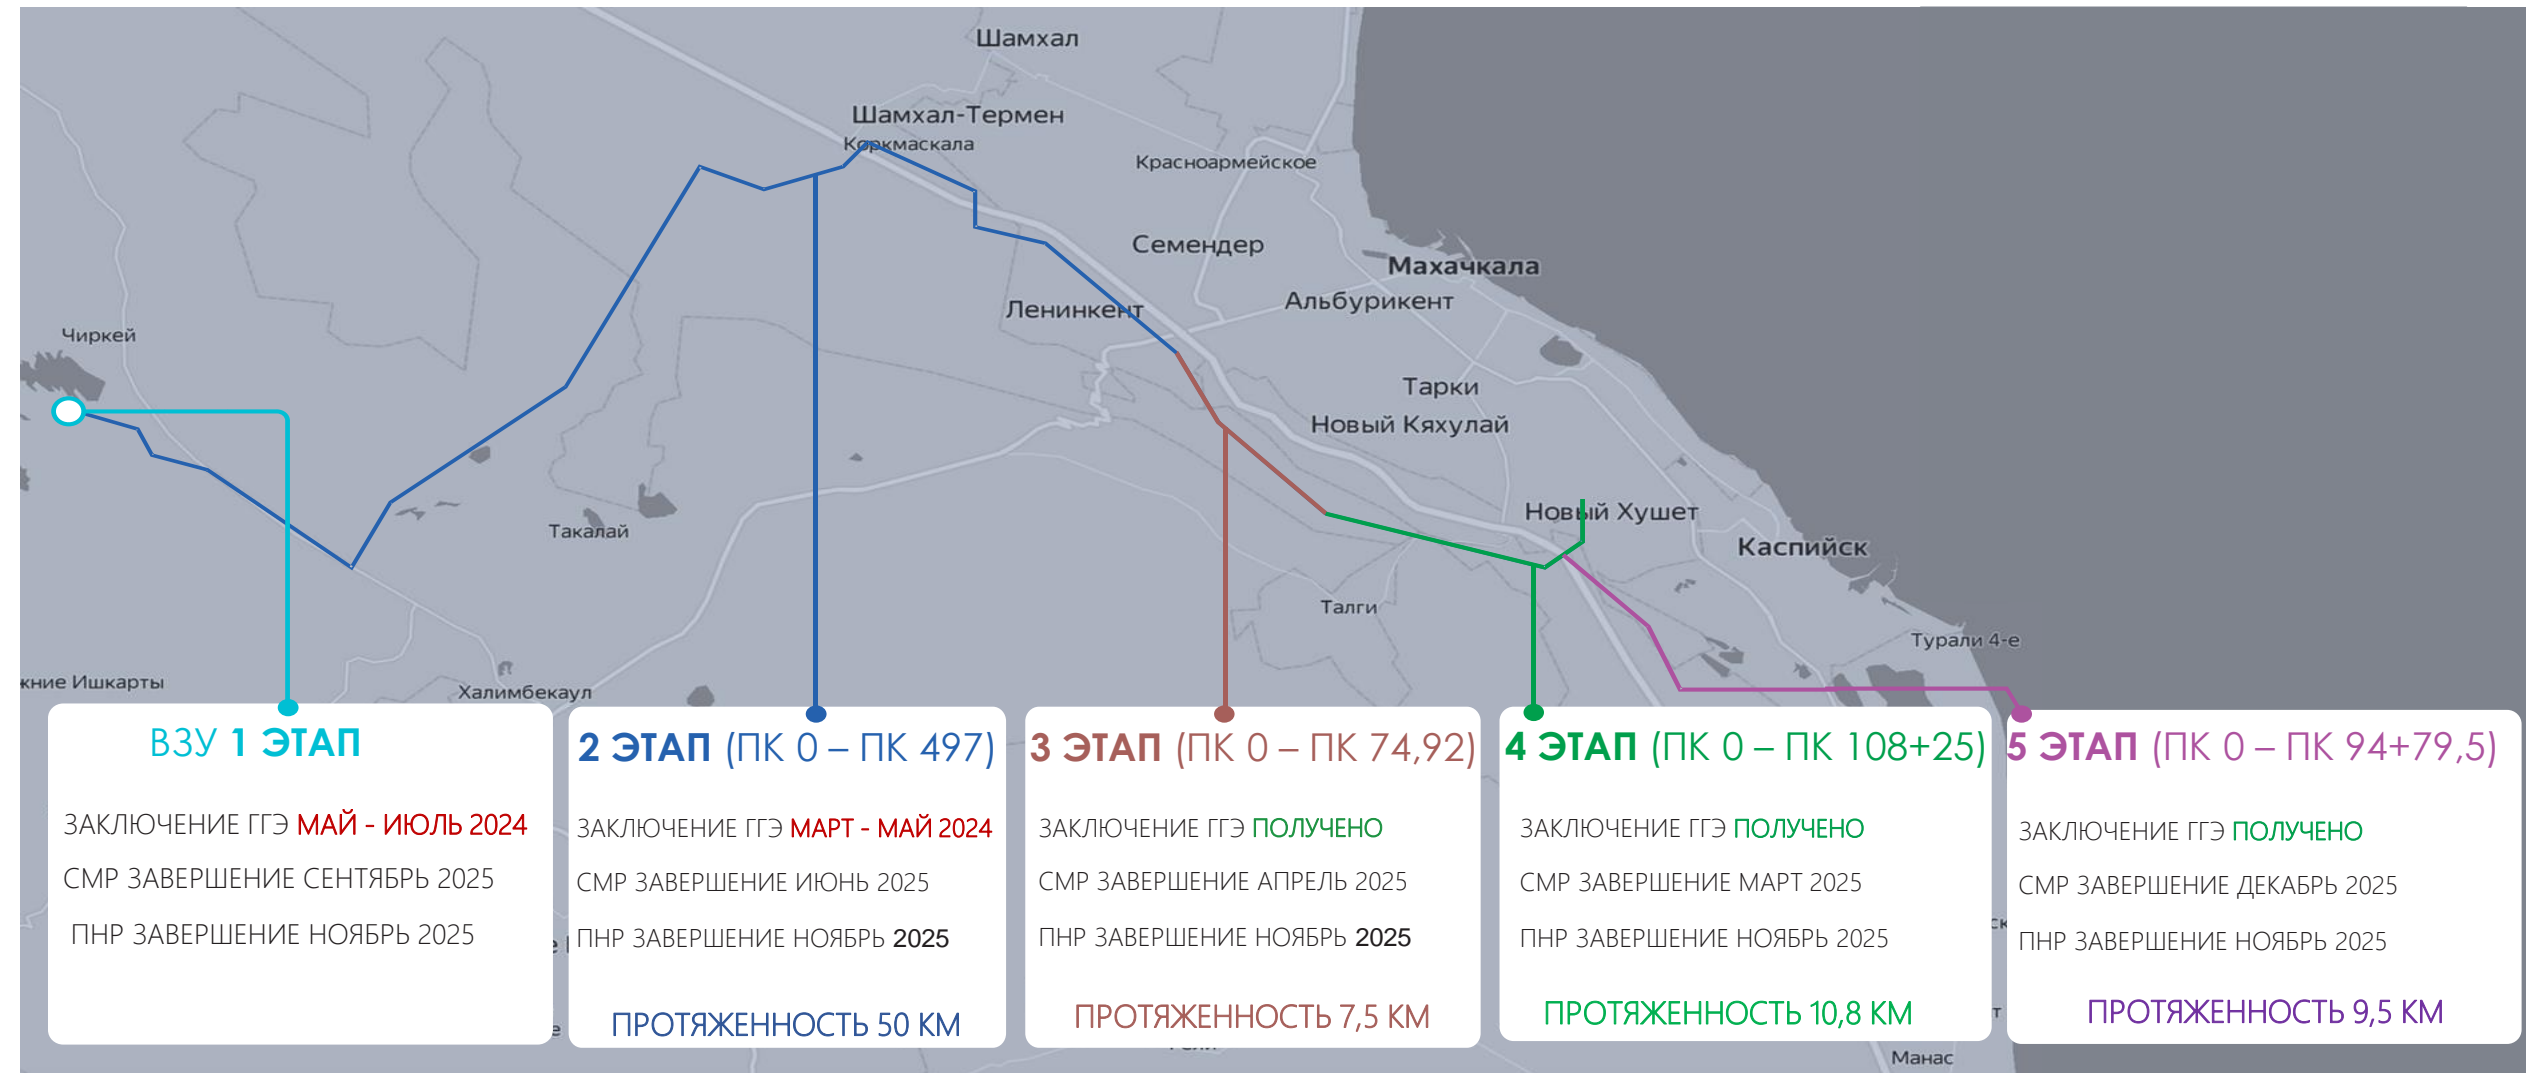 Шамхал
Шамхал-Термен
Коркмаскала
Красноармейское
Семендер
Махачкала
Альбурикент
Ленинкент
Чиркей
Тарки
Новый Кяхулай
Новый Хушет
Каспийск
Такалай
Талги
Турали 4-е
жние Ишкарты
Халимбекаул
ВЗУ 1 ЭТАП
ЗАКЛЮЧЕНИЕ ГГЭ МАЙ - ИЮЛЬ 2024
СМР ЗАВЕРШЕНИЕ СЕНТЯБРЬ 2025
ПНР ЗАВЕРШЕНИЕ НОЯБРЬ 2025
2 ЭТАП (ПК 0 – ПК 497)
ЗАКЛЮЧЕНИЕ ГГЭ МАРТ - МАЙ 2024
СМР ЗАВЕРШЕНИЕ ИЮНЬ 2025
ПНР ЗАВЕРШЕНИЕ НОЯБРЬ 2025
ПРОТЯЖЕННОСТЬ 50 КМ
3 ЭТАП (ПК 0 – ПК 74,92)
ЗАКЛЮЧЕНИЕ ГГЭ ПОЛУЧЕНО
СМР ЗАВЕРШЕНИЕ АПРЕЛЬ 2025
ПНР ЗАВЕРШЕНИЕ НОЯБРЬ 2025
ПРОТЯЖЕННОСТЬ 7,5 КМ
4 ЭТАП (ПК 0 – ПК 108+25)
ЗАКЛЮЧЕНИЕ ГГЭ ПОЛУЧЕНО
СМР ЗАВЕРШЕНИЕ МАРТ 2025
ПНР ЗАВЕРШЕНИЕ НОЯБРЬ 2025
ПРОТЯЖЕННОСТЬ 10,8 КМ
5 ЭТАП (ПК 0 – ПК 94+79,5)
ЗАКЛЮЧЕНИЕ ГГЭ ПОЛУЧЕНО
СМР ЗАВЕРШЕНИЕ ДЕКАБРЬ 2025
ПНР ЗАВЕРШЕНИЕ НОЯБРЬ 2025
ПРОТЯЖЕННОСТЬ 9,5 КМ
Манас